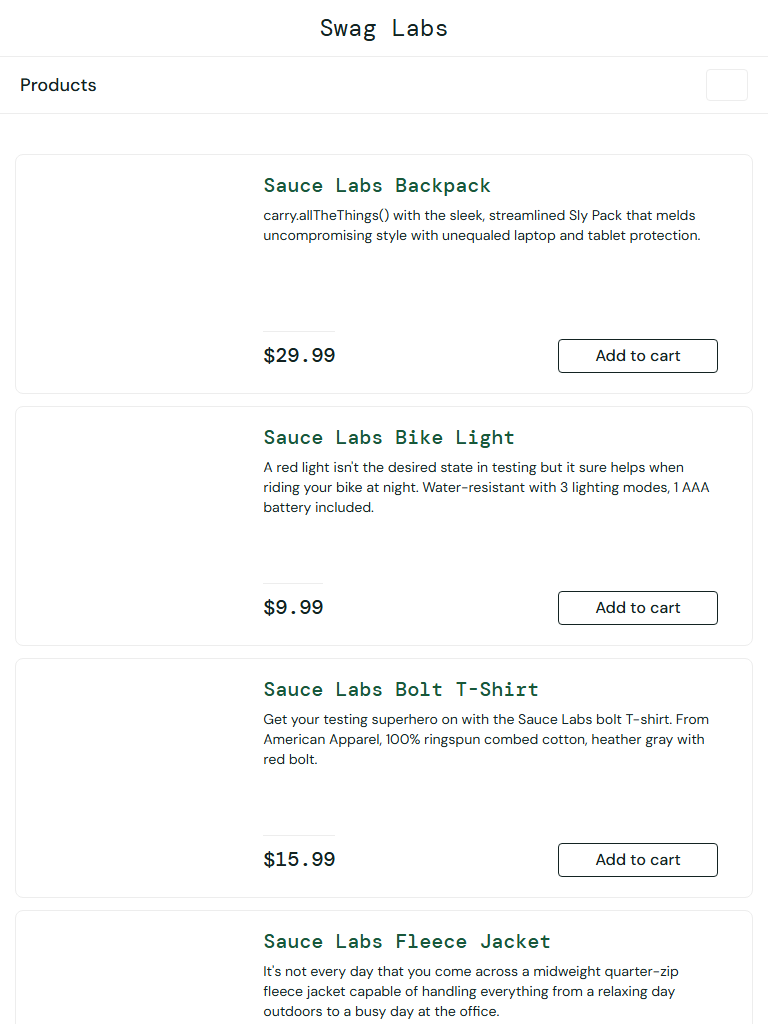 Swag Labs
Products
Sauce Labs Backpack
carry.allTheThings() with the sleek, streamlined Sly Pack that melds
uncompromising style with unequaled laptop and tablet protection.
$29.99
Add to cart
Sauce Labs Bike Light
A red light isn't the desired state in testing but it sure helps when
riding your bike at night. Water-resistant with 3 lighting modes, 1 AAA
battery included.
$9.99
Add to cart
Sauce Labs Bolt T-Shirt
Get your testing superhero on with the Sauce Labs bolt T-shirt. From
American Apparel, 100% ringspun combed cotton, heather gray with
red bolt.
$15.99
Add to cart
Sauce Labs Fleece Jacket
It's not every day that you come across a midweight quarter-zip
fleece jacket capable of handling everything from a relaxing day
outdoors to a busy day at the office.